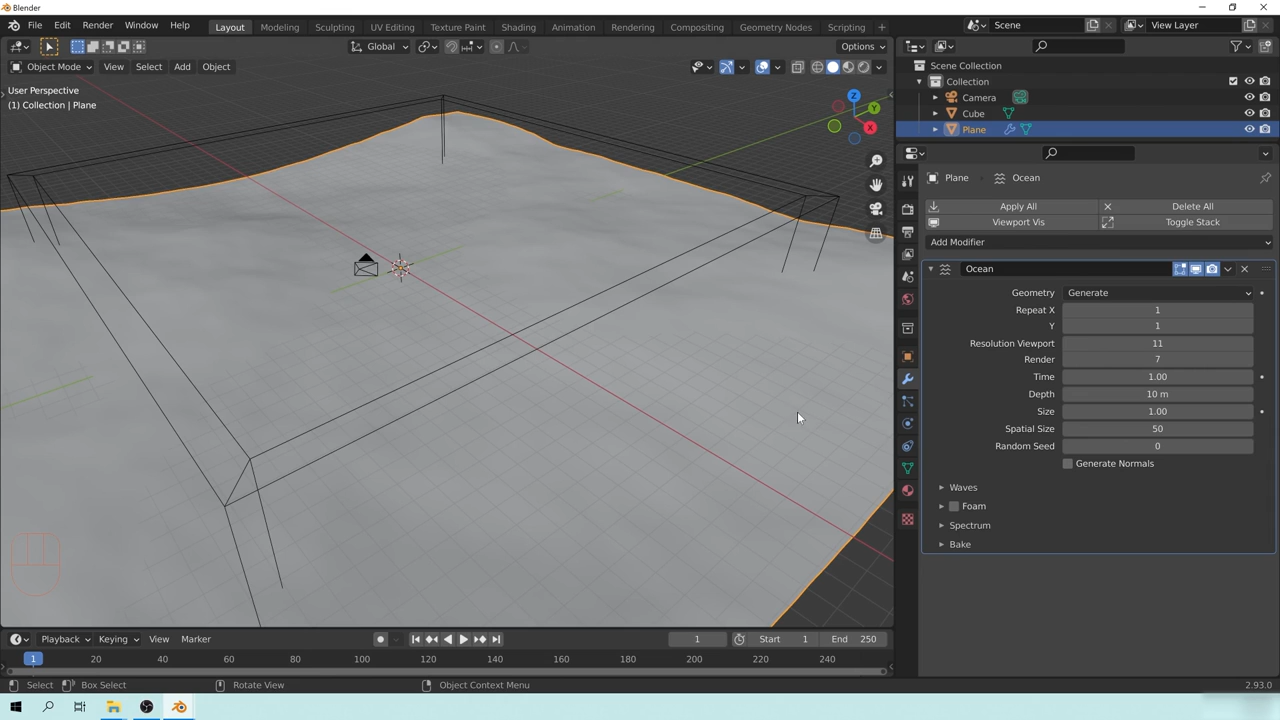 Blender
File Edit Render Window Help
Layout Modeling Sculpting UV Editing Texture Paint Shading Animation Rendering Compositing Geometry Nodes Scripting +
Scene
View Layer
Global
Options
Object Mode View Select Add Object
User Perspective
(1) Collection | Plane
Z
Y
X
Scene Collection
Collection
Camera
Cube
Plane
Plane Ocean
Apply All Delete All
Viewport Vis Toggle Stack
Add Modifier
Ocean
Geometry Generate
Repeat X 1
Y 1
Resolution Viewport 11
Render 7
Time 1.00
Depth 10 m
Size 1.00
Spatial Size 50
Random Seed 0
Generate Normals
Waves
Foam
Spectrum
Bake
Playback Keying View Marker
1
Start 1 End 250
1 20 40 60 80 100 120 140 160 180 200 220 240
Select Box Select Rotate View Object Context Menu 2.93.0